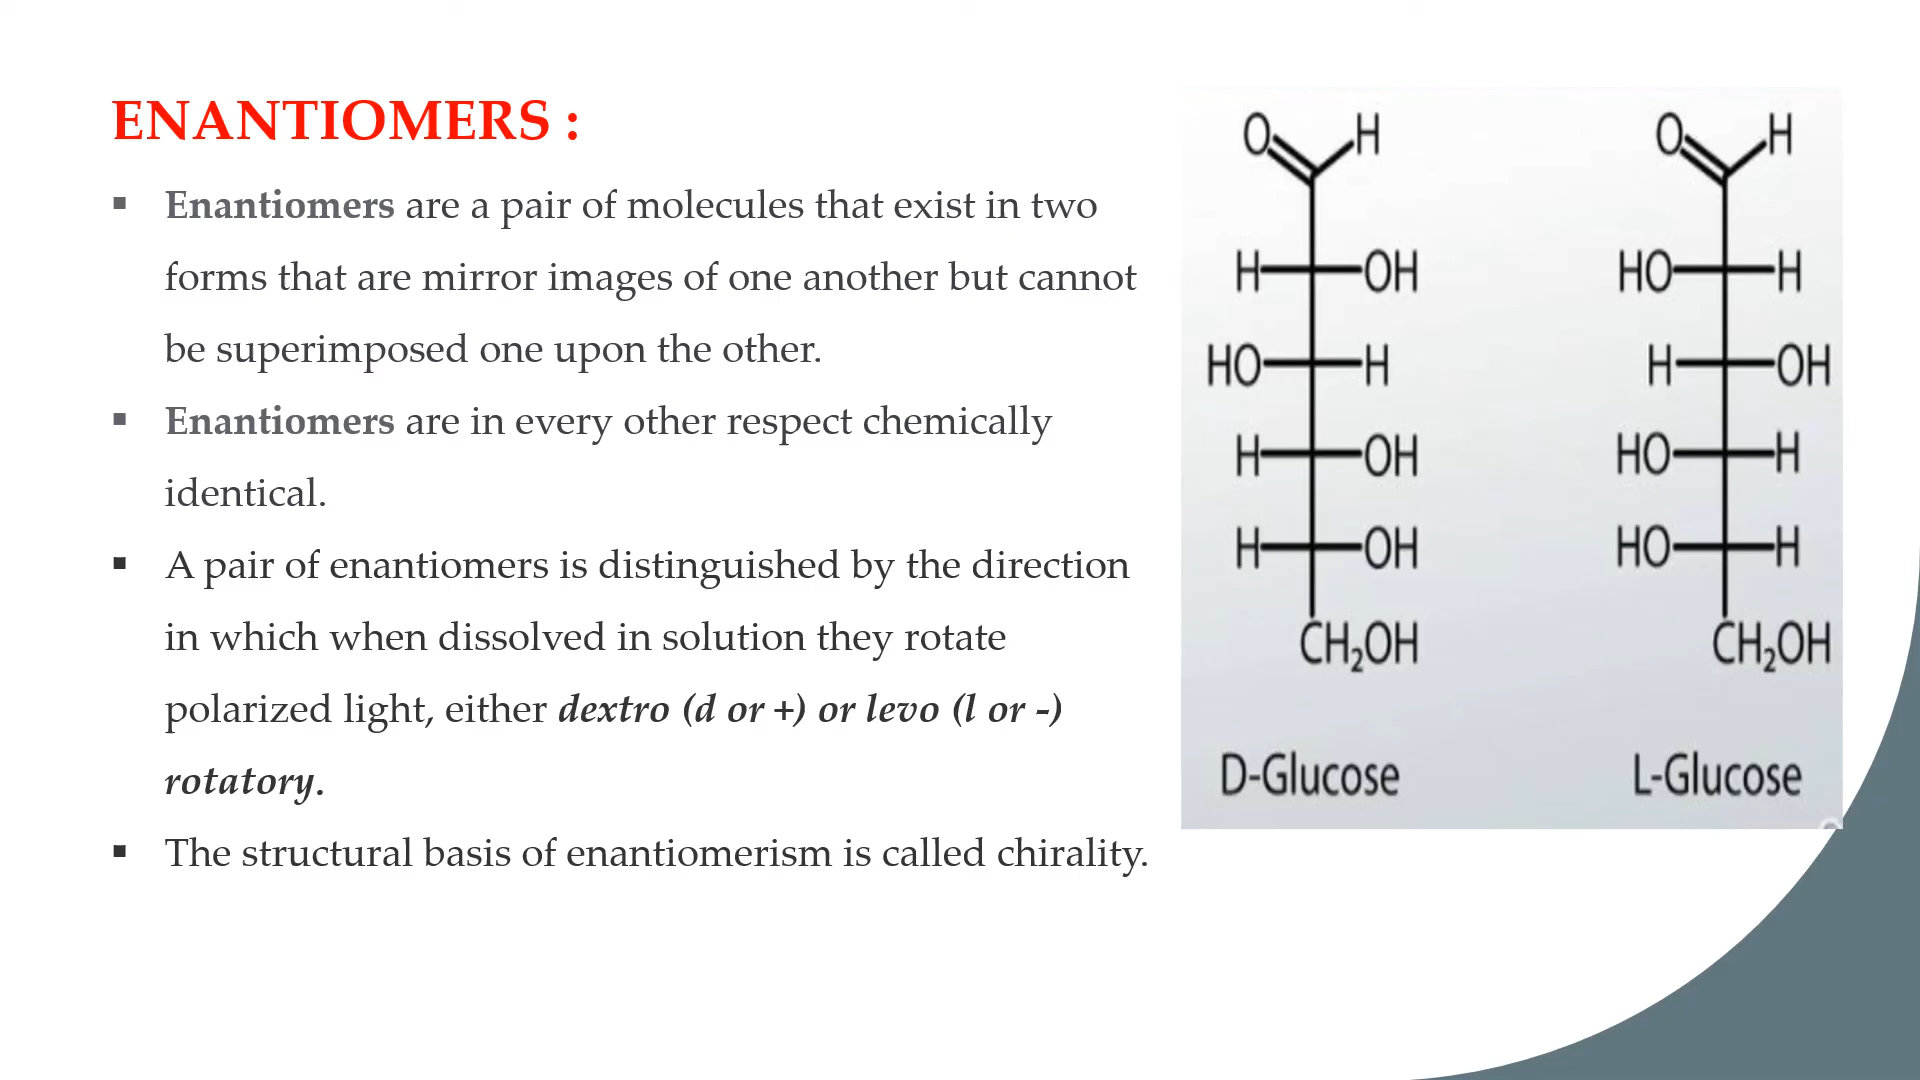 ENANTIOMERS :
▪ Enantiomers are a pair of molecules that exist in two
forms that are mirror images of one another but cannot
be superimposed one upon the other.
▪ Enantiomers are in every other respect chemically
identical.
▪ A pair of enantiomers is distinguished by the direction
in which when dissolved in solution they rotate
polarized light, either dextro (d or +) or levo (l or -)
rotatory.
▪ The structural basis of enantiomerism is called chirality.
O H
H OH
HO H
H OH
H OH
CH₂OH
D-Glucose
O H
HO H
H OH
HO H
HO H
CH₂OH
L-Glucose